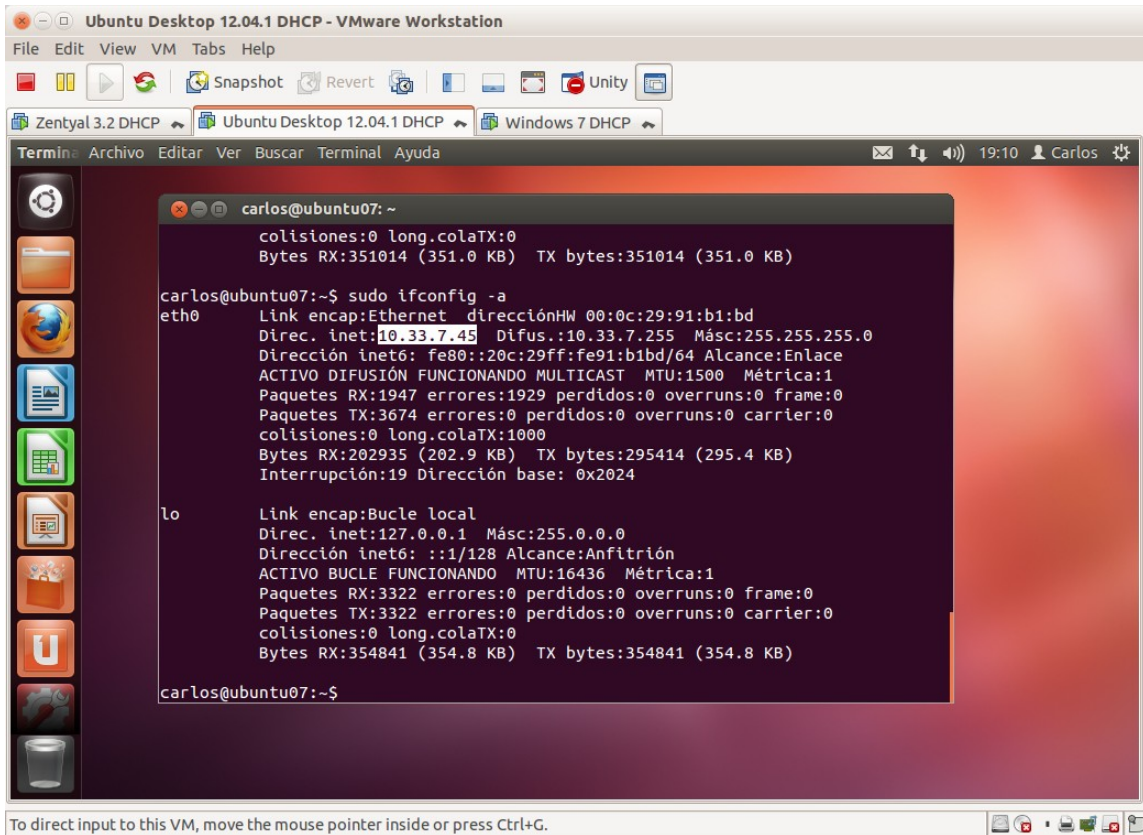 Ubuntu Desktop 12.04.1 DHCP - VMware Workstation
File Edit View VM Tabs Help
Snapshot Revert Unity
Zentyal 3.2 DHCP Ubuntu Desktop 12.04.1 DHCP Windows 7 DHCP
Termina Archivo Editar Ver Buscar Terminal Ayuda 19:10 Carlos
carlos@ubuntu07: ~
colisiones:0 long.colaTX:0
Bytes RX:351014 (351.0 KB) TX bytes:351014 (351.0 KB)
carlos@ubuntu07:~$ sudo ifconfig -a
eth0 Link encap:Ethernet direcciónHW 00:0c:29:91:b1:bd
Direc. inet:10.33.7.45 Difus.:10.33.7.255 Másc:255.255.255.0
Dirección inet6: fe80::20c:29ff:fe91:b1bd/64 Alcance:Enlace
ACTIVO DIFUSIÓN FUNCIONANDO MULTICAST MTU:1500 Métrica:1
Paquetes RX:1947 errores:1929 perdidos:0 overruns:0 frame:0
Paquetes TX:3674 errores:0 perdidos:0 overruns:0 carrier:0
colisiones:0 long.colaTX:1000
Bytes RX:202935 (202.9 KB) TX bytes:295414 (295.4 KB)
Interrupción:19 Dirección base: 0x2024
lo Link encap:Bucle local
Direc. inet:127.0.0.1 Másc:255.0.0.0
Dirección inet6: ::1/128 Alcance:Anfitrión
ACTIVO BUCLE FUNCIONANDO MTU:16436 Métrica:1
Paquetes RX:3322 errores:0 perdidos:0 overruns:0 frame:0
Paquetes TX:3322 errores:0 perdidos:0 overruns:0 carrier:0
colisiones:0 long.colaTX:0
Bytes RX:354841 (354.8 KB) TX bytes:354841 (354.8 KB)
carlos@ubuntu07:~$
To direct input to this VM, move the mouse pointer inside or press Ctrl+G.